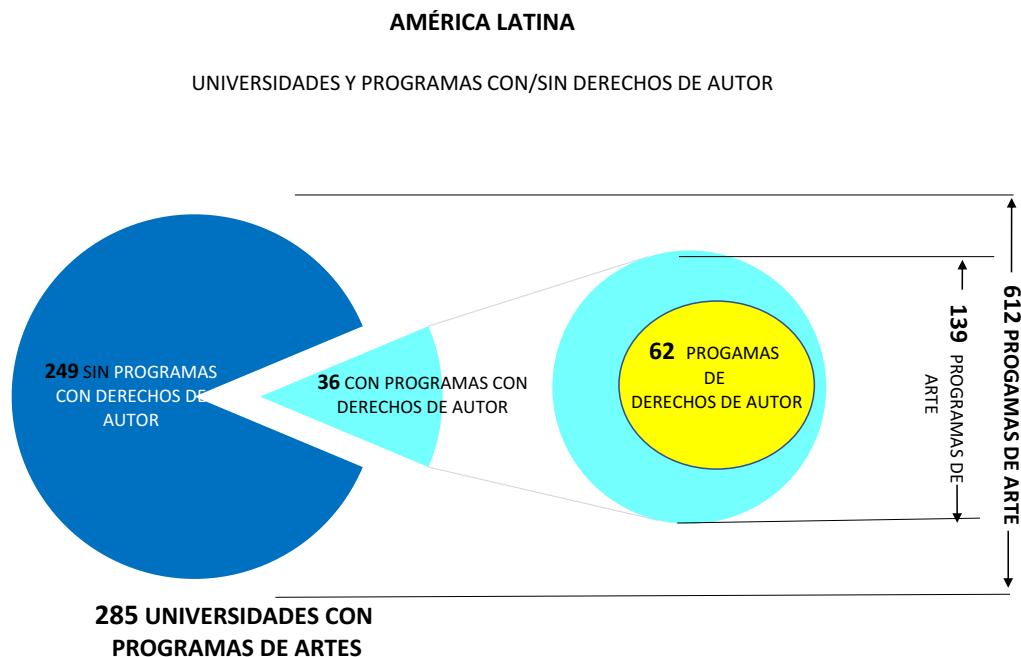 AMÉRICA LATINA
UNIVERSIDADES Y PROGRAMAS CON/SIN DERECHOS DE AUTOR
249 SIN PROGRAMAS
CON DERECHOS DE
AUTOR
36 CON PROGRAMAS CON
DERECHOS DE AUTOR
62 PROGAMAS
DE
DERECHOS DE AUTOR
139 PROGRAMAS DE
ARTE
612 PROGAMAS DE ARTE
285 UNIVERSIDADES CON
PROGRAMAS DE ARTES